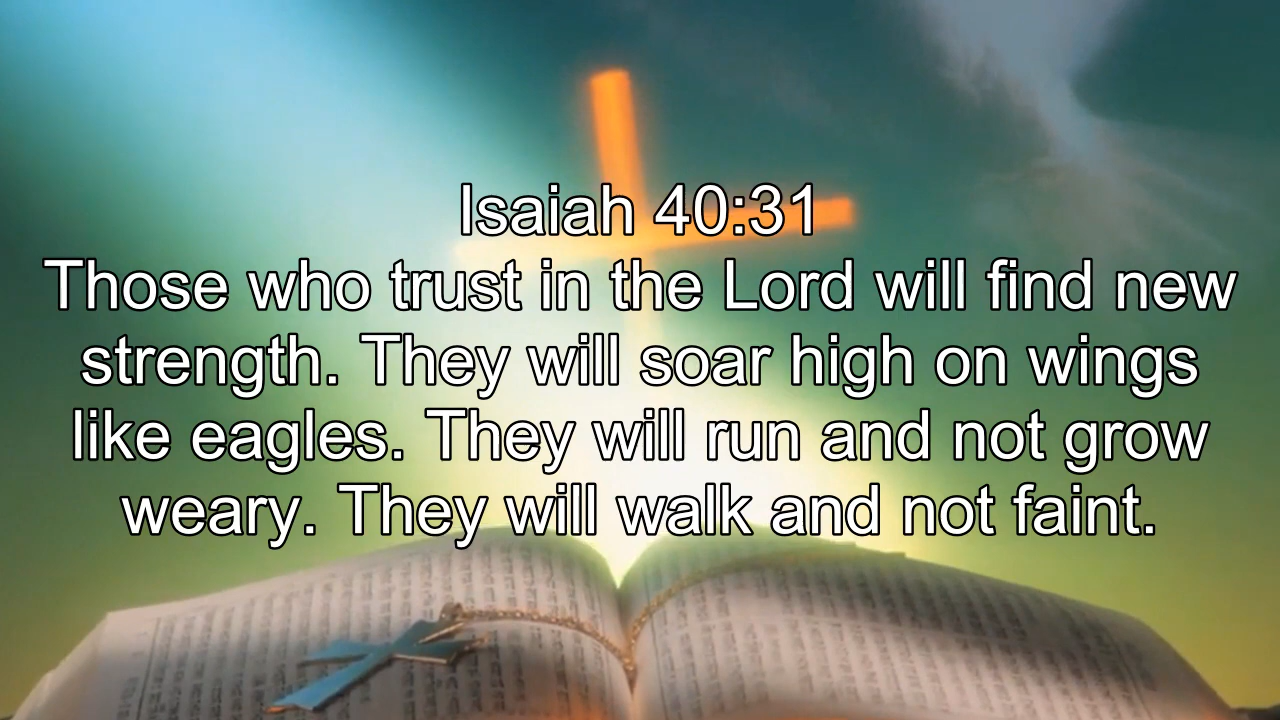 Isaiah 40:31
Those who trust in the Lord will find new
strength. They will soar high on wings
like eagles. They will run and not grow
weary. They will walk and not faint.